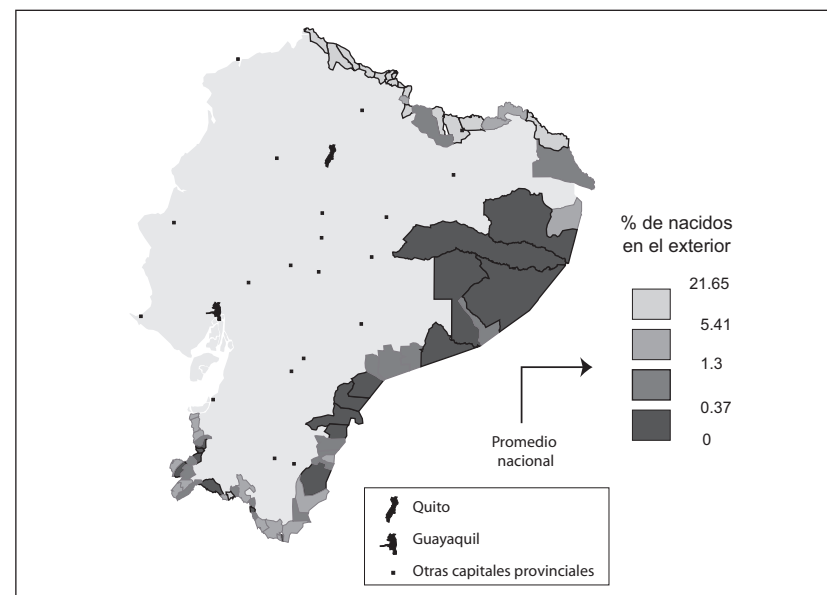 % de nacidos
en el exterior
21.65
5.41
1.3
0.37
0
Promedio
nacional
Quito
Guayaquil
Otras capitales provinciales